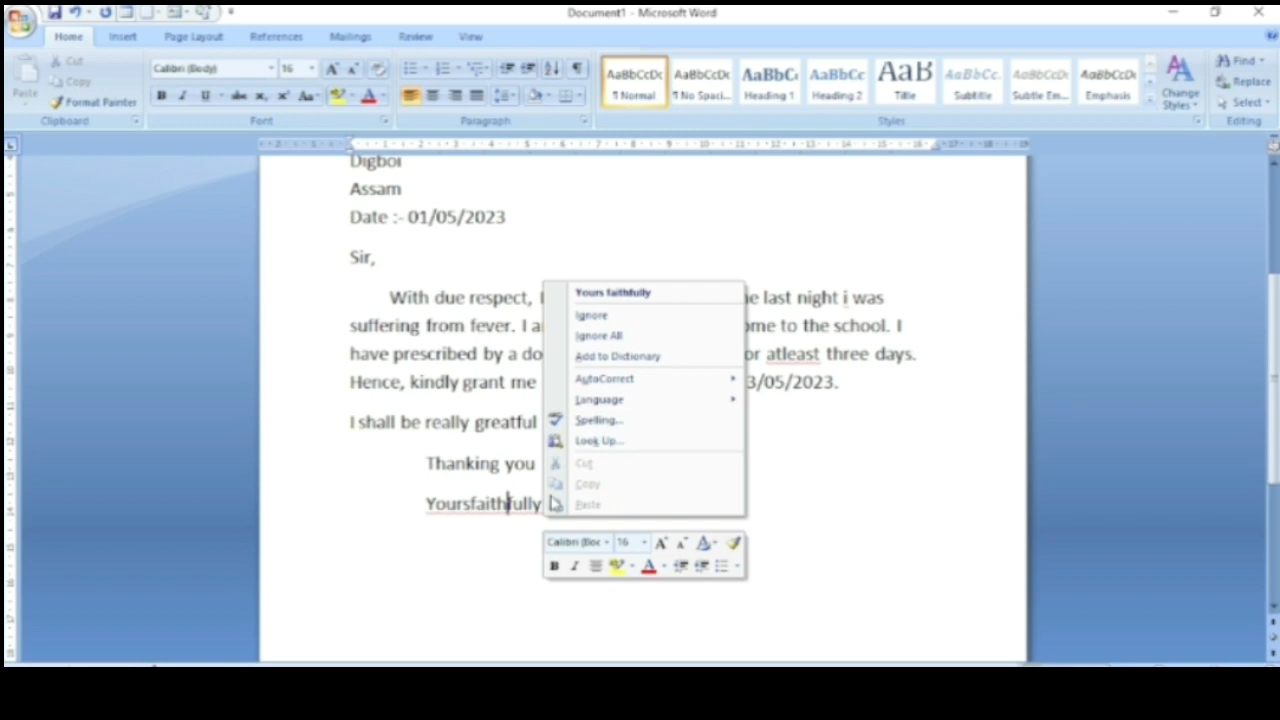 Document1 - Microsoft Word
Home Insert Page Layout References Mailings Review View
Cut
Copy
Paste
Format Painter
Calibri (Body) 16
AaBbCcDc AaBbCcDc AaBbCc AaBbCc AaB AaBbCc. AaBbCcDc AaBbCcDc
¶ Normal ¶ No Spaci... Heading 1 Heading 2 Title Subtitle Subtle Em... Emphasis
Change Styles
Find
Replace
Select
Clipboard Font Paragraph Styles Editing
Digboi
Assam
Date :- 01/05/2023
Sir,
With due respect, I
e last night i was
suffering from fever. I a
ome to the school. I
have prescribed by a do
or atleast three days.
Hence, kindly grant me
3/05/2023.
I shall be really greatful
Thanking you
Yoursfaithfully
Yours faithfully
Ignore
Ignore All
Add to Dictionary
AutoCorrect
Language
Spelling...
Look Up...
Cut
Copy
Paste
Calibri (Boc 16